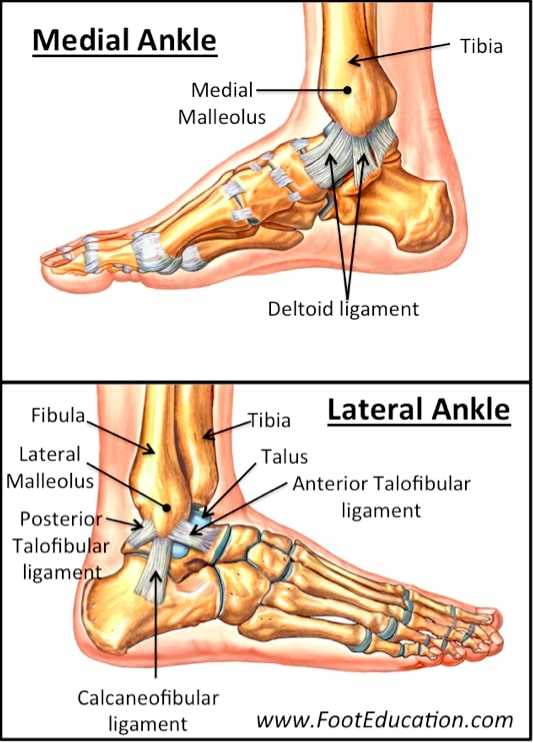 Medial Ankle
Tibia
Medial
Malleolus
Deltoid ligament
Lateral Ankle
Fibula
Tibia
Lateral
Malleolus
Talus
Anterior Talofibular
ligament
Posterior
Talofibular
ligament
Calcaneofibular
ligament
www.FootEducation.com